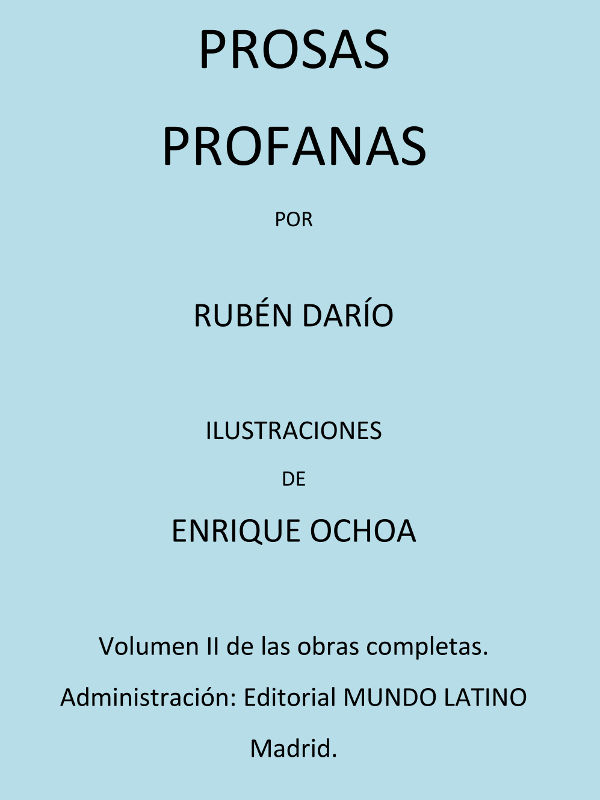 PROSAS
PROFANAS
POR
RUBÉN DARÍO
ILUSTRACIONES
DE
ENRIQUE OCHOA
Volumen II de las obras completas.
Administración: Editorial MUNDO LATINO
Madrid.